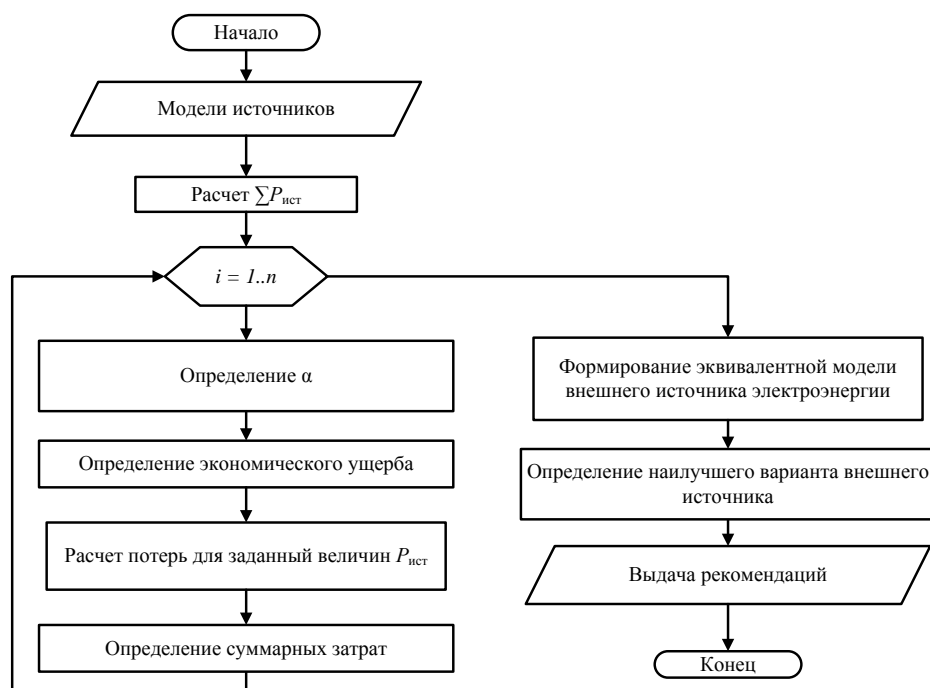 Начало
Модели источников
Расчет ∑Pист
i = 1..n
Определение α
Определение экономического ущерба
Расчет потерь для заданный величин Pист
Определение суммарных затрат
Формирование эквивалентной модели
внешнего источника электроэнергии
Определение наилучшего варианта внешнего
источника
Выдача рекомендаций
Конец